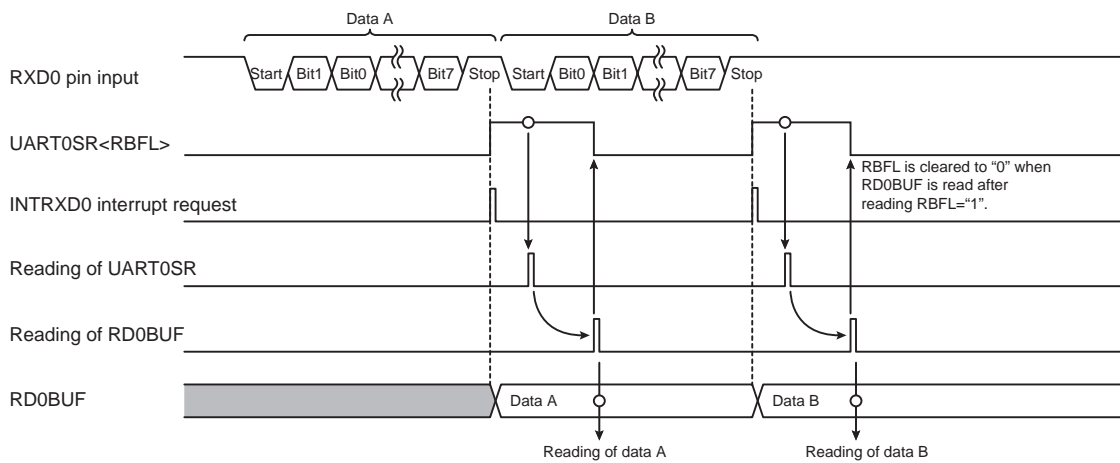 Data A Data B
RXD0 pin input Start Bit1 Bit0 Bit7 Stop Start Bit0 Bit1 Bit7 Stop
UART0SR<RBFL>
RBFL is cleared to “0” when
RD0BUF is read after
reading RBFL=“1”.
INTRXD0 interrupt request
Reading of UART0SR
Reading of RD0BUF
RD0BUF Data A Data B
Reading of data A Reading of data B